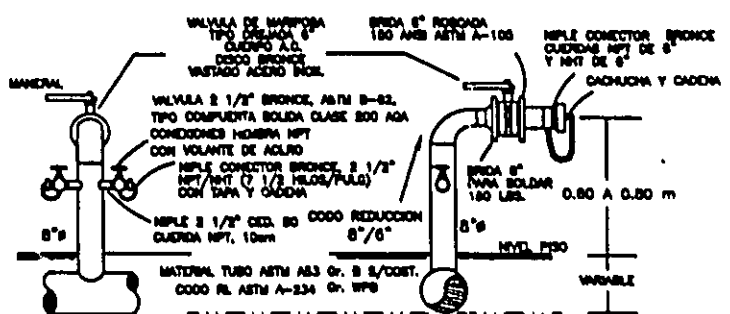 VALVULA DE MARIPOSA
TIPO OREJADA 6"
CUERPO A.C.
DISCO BRONCE
VASTAGO ACERO INOX.
BRIDA 6" ROSCADA
150 ANSI ASTM A-105
NIPLE CONECTOR BRONCE
CUERDAS NPT DE 6"
Y NHT DE 6"
CACHUCHA Y CADENA
MANERAL
VALVULA 2 1/2" BRONCE, ASTM B-62,
TIPO COMPUERTA SOLIDA CLASE 200 AGA
CONEXIONES HEMBRA NPT
CON VOLANTE DE ACERO
NIPLE CONECTOR BRONCE, 2 1/2"
NPT/NHT (7 1/2 HILOS/PULG)
CON TAPA Y CADENA
NIPLE 2 1/2" CED. 80
CUERDA NPT, 10cm
8"ø
CODO REDUCCION
8"/6"
8"ø
BRIDA 6"
PARA SOLDAR
150 LBS.
0.60 A 0.80 m
NIVEL PISO
VARIABLE
MATERIAL TUBO ASTM A53 Gr. B S/COST.
CODO RL ASTM A-234 Gr. WPB